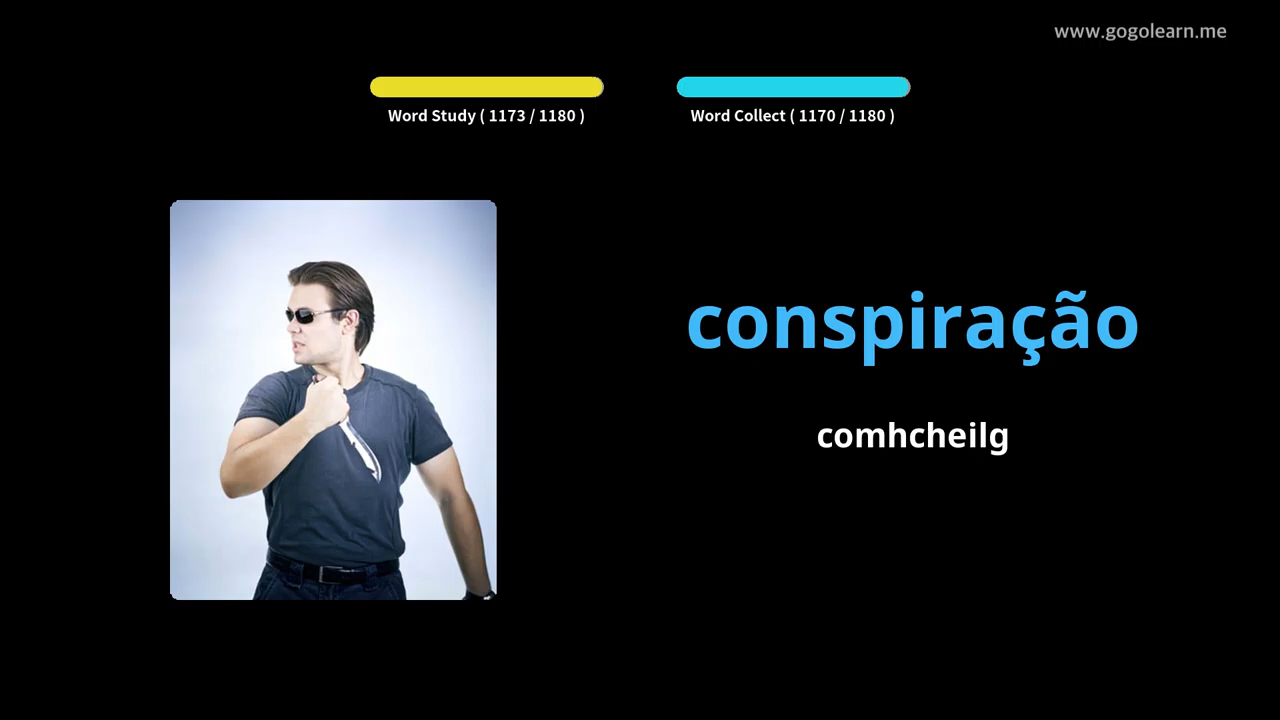 www.gogolearn.me
Word Study ( 1173 / 1180 )
Word Collect ( 1170 / 1180 )
conspiração
comhcheilg